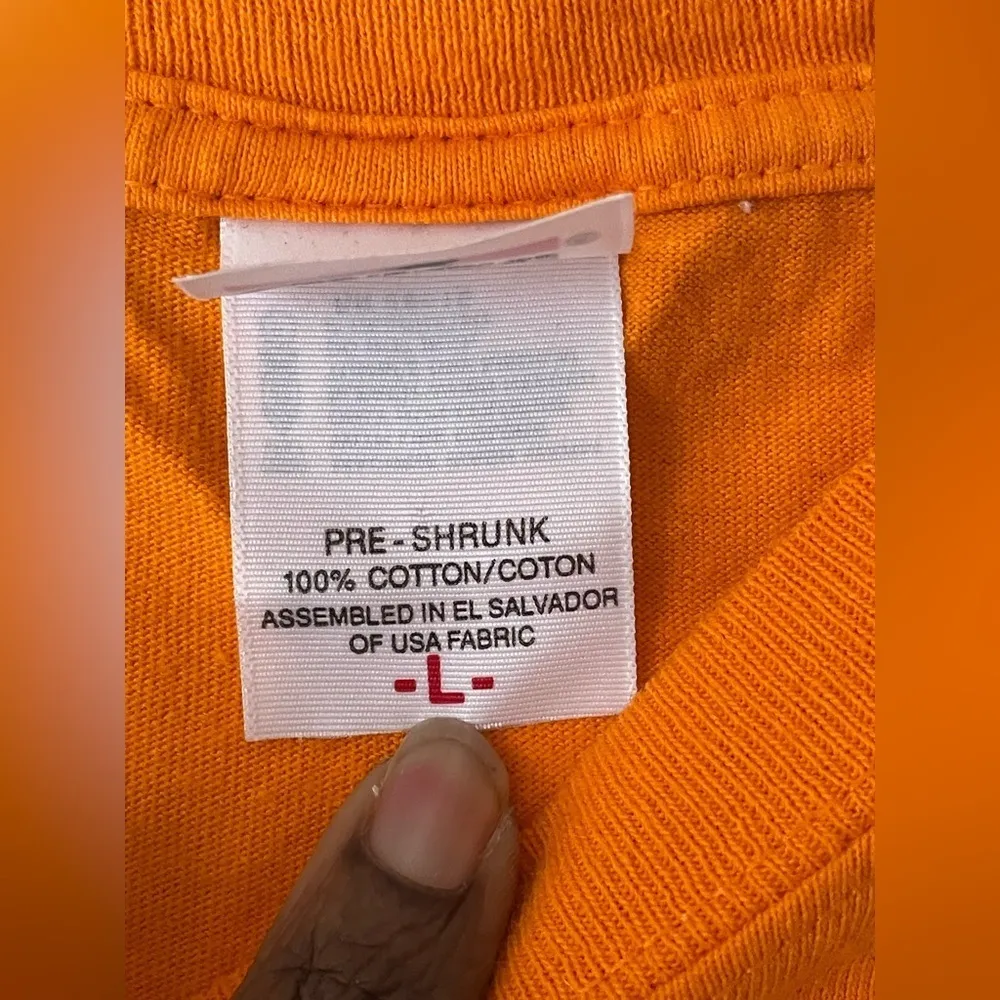 PRE-SHRUNK
100% COTTON/COTON
ASSEMBLED IN EL SALVADOR
OF USA FABRIC
-L-